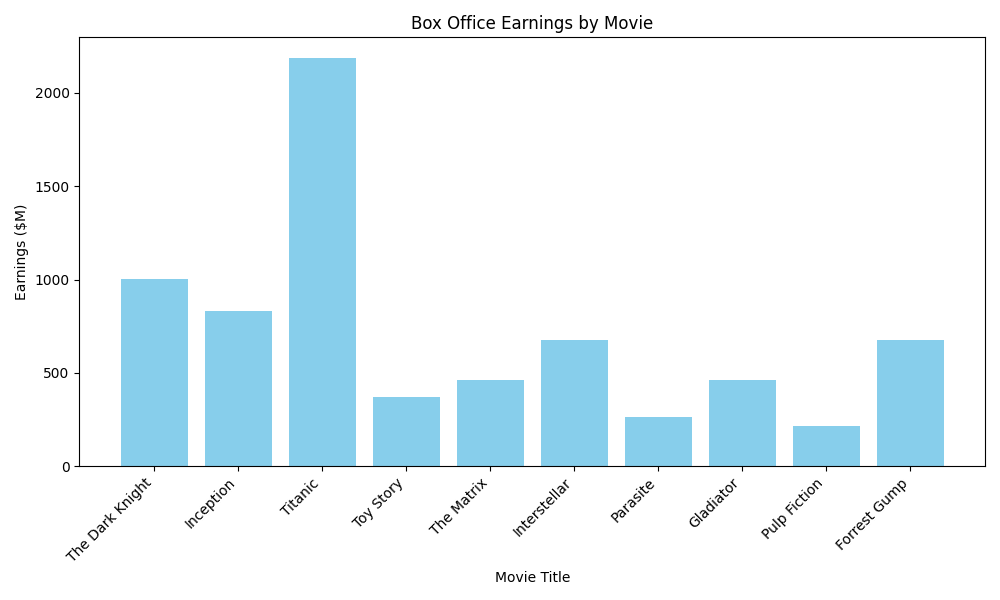 Box Office Earnings by Movie
Earnings ($M)
2000
1500
1000
500
0
The Dark Knight
Inception
Titanic
Toy Story
The Matrix
Interstellar
Parasite
Gladiator
Pulp Fiction
Forrest Gump
Movie Title